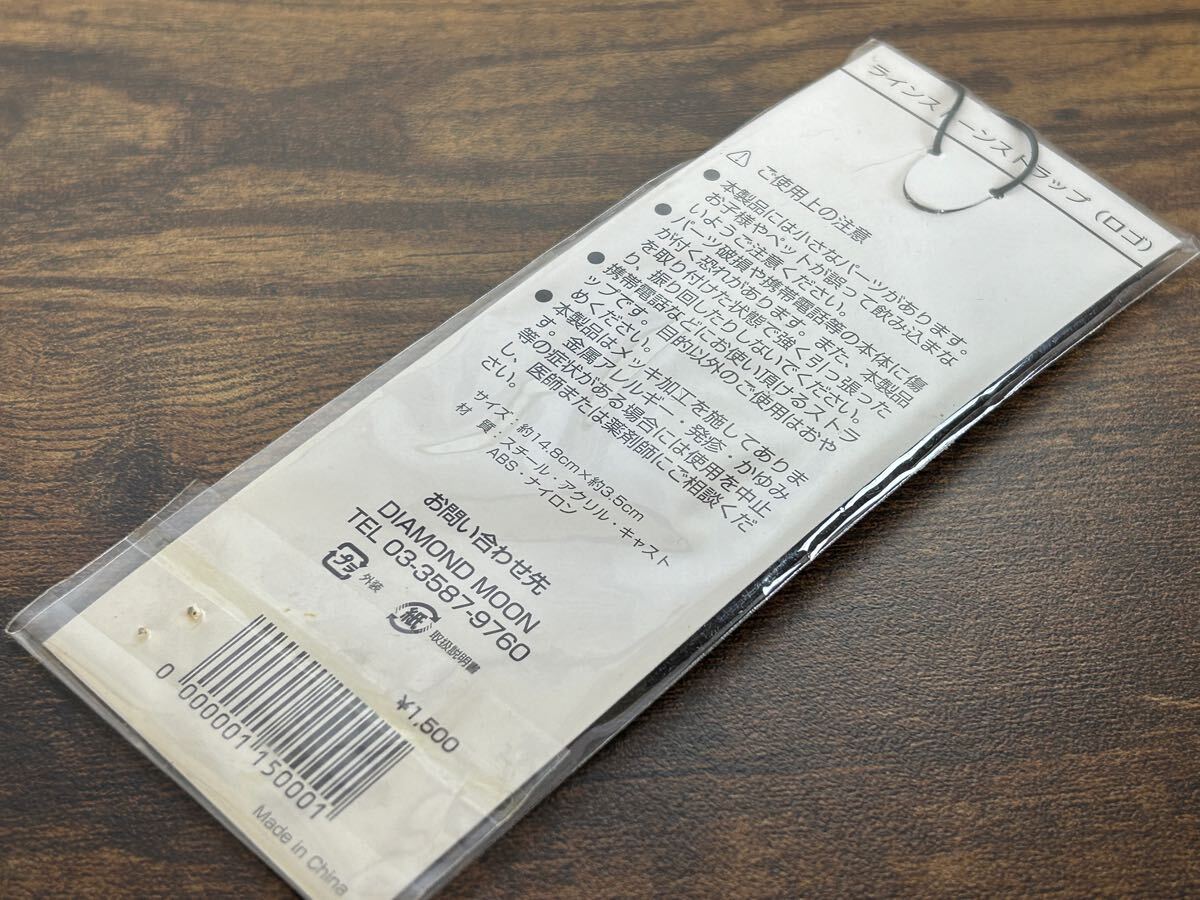 ラインストーンストラップ（ロゴ）
ご使用上の注意
●本製品には小さなパーツがあります。
お子様やペットが誤って飲み込まな
いようご注意ください。
●パーツ破損や携帯電話等の本体に傷
が付く恐れがあります。また、本製品
を取り付けた状態で強く引っ張った
り、振り回したりしないでください。
●携帯電話などにお使い頂けるストラ
ップです。目的以外のご使用はおや
めください。
●本製品はメッキ加工を施してありま
す。金属アレルギー・発疹・かゆみ
等の症状がある場合には使用を中止
し、医師または薬剤師にご相談くだ
さい。
サイズ：約14.8cm×約3.5cm
材 質：スチール・アクリル・キャスト
ABS・ナイロン
お問い合わせ先
DIAMOND MOON
TEL 03-3587-9760
プラ 外装
紙 取扱説明書
¥1,500
0 000001 150001
Made in China